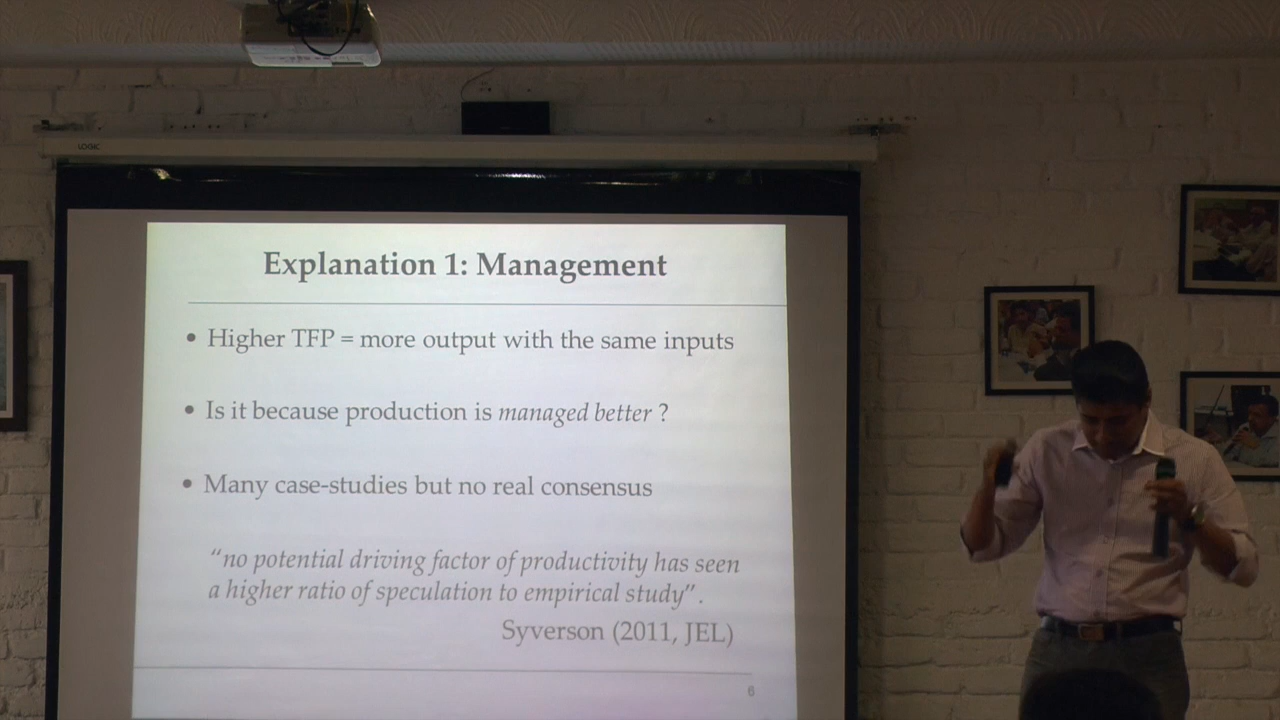 LOGIC
Explanation 1: Management
• Higher TFP = more output with the same inputs
• Is it because production is managed better ?
• Many case-studies but no real consensus
“no potential driving factor of productivity has seen
a higher ratio of speculation to empirical study”.
Syverson (2011, JEL)
6